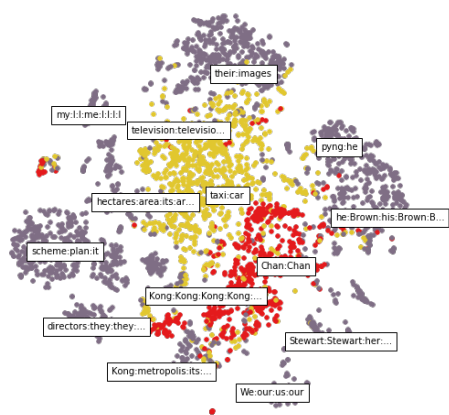 their:images
my:I:me:I:I:I:I
television:televisio...
pyng:he
hectares:area:its:ar...
taxi:car
he:Brown:his:Brown:B...
scheme:plan:it
Chan:Chan
Kong:Kong:Kong:Kong:...
directors:they:they:...
Stewart:Stewart:her:...
Kong:metropolis:its:...
We:our:us:our